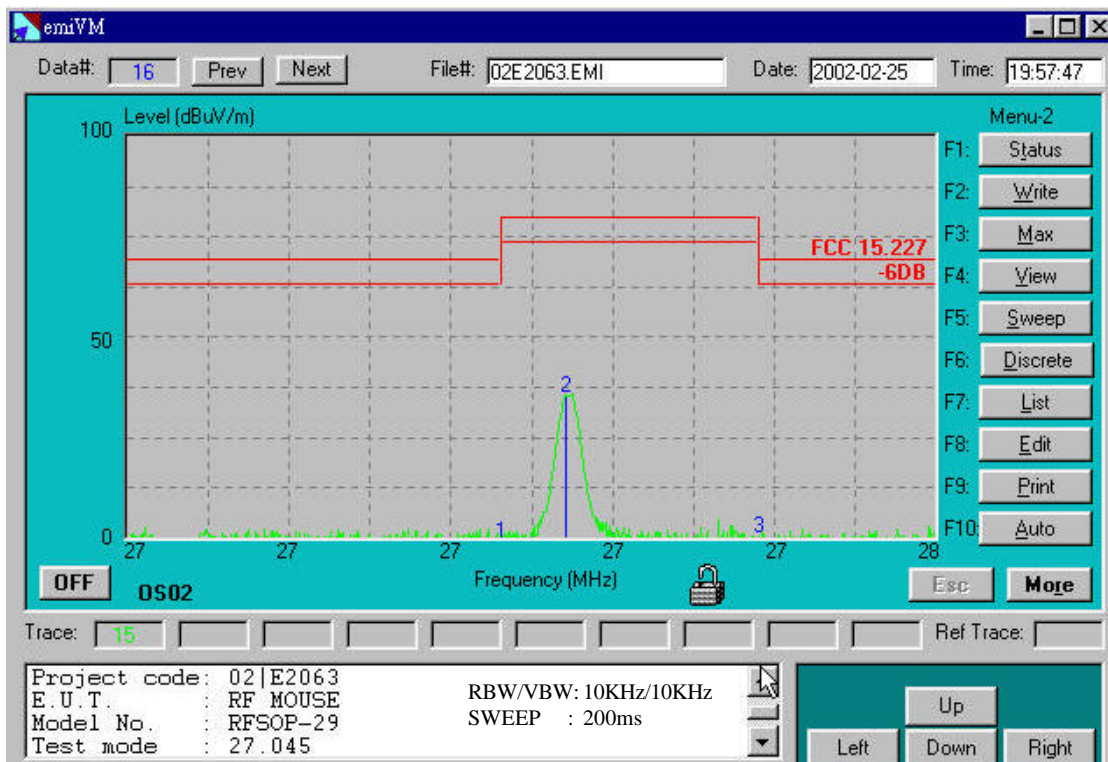 emiVM
Data#: 16 Prev Next File#: 02E2063.EMI Date: 2002-02-25 Time: 19:57:47
Level (dBuV/m)
Menu-2
100
50
0
FCC 15.227
-6DB
1
2
3
27 27 27 27 27 28
Frequency (MHz)
F1: Status
F2: Write
F3: Max
F4: View
F5: Sweep
F6: Discrete
F7: List
F8: Edit
F9: Print
F10: Auto
OFF OS02 Esc More
Trace: 15 Ref Trace:
Project code: 02|E2063
E.U.T. : RF MOUSE
Model No. : RFSOP-29
Test mode : 27.045
RBW/VBW: 10KHz/10KHz
SWEEP : 200ms
Up
Left Down Right